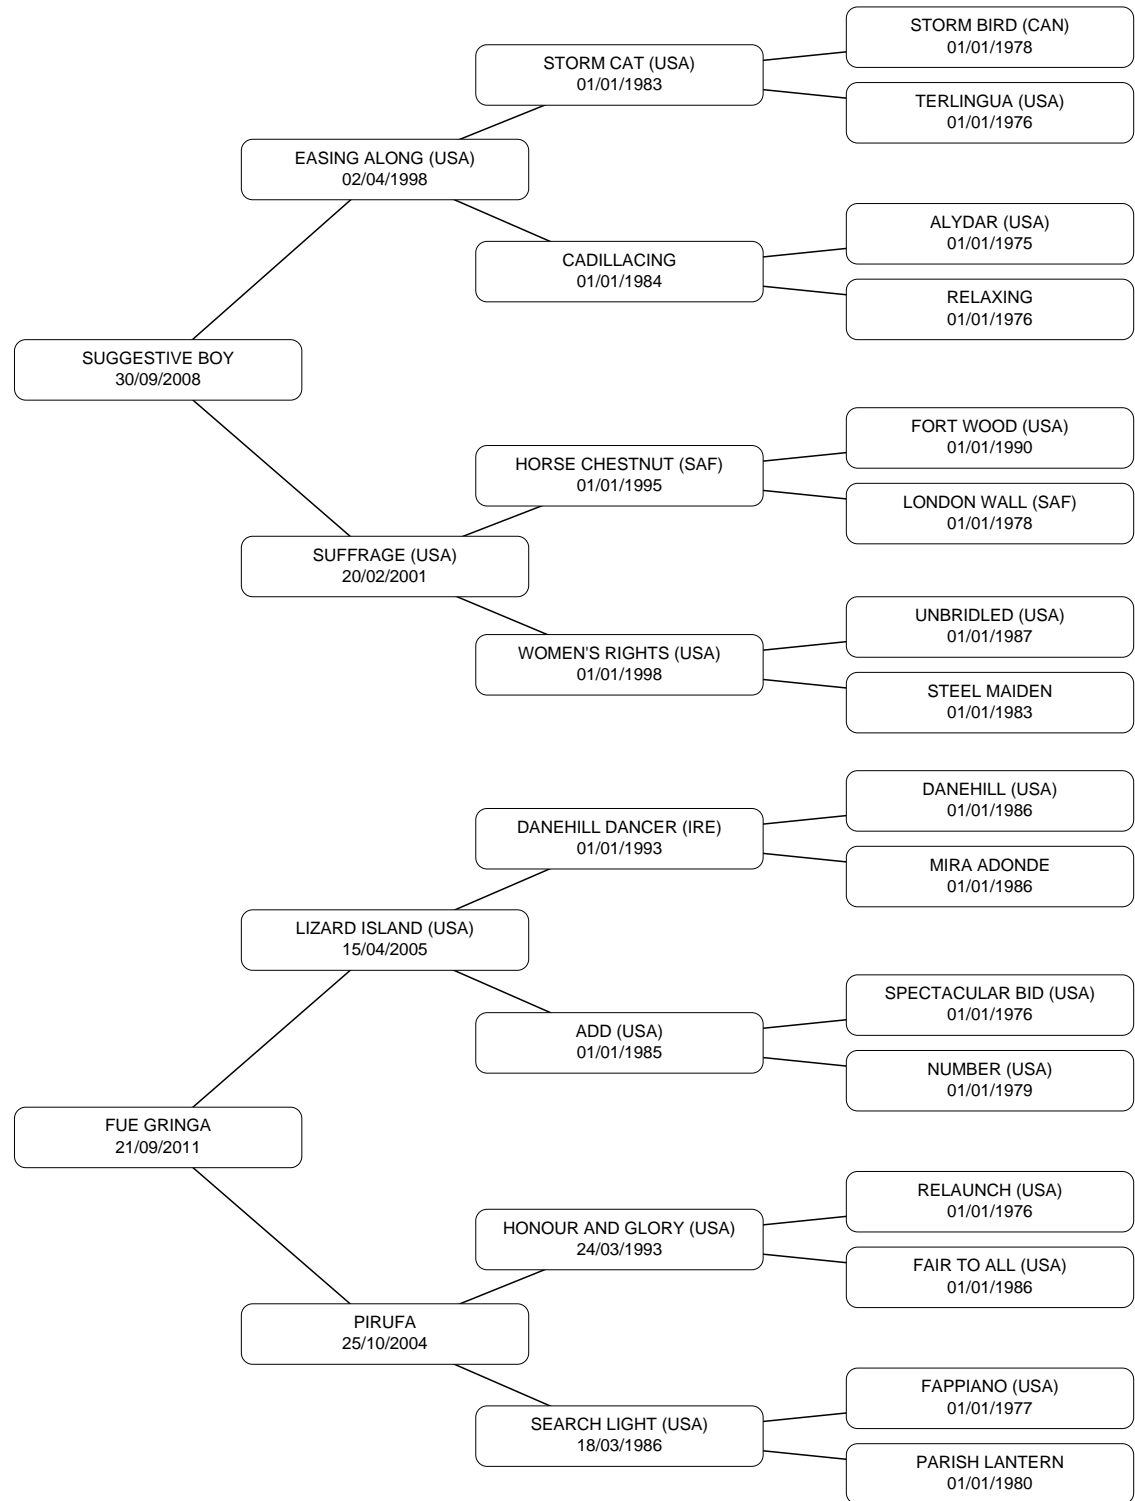 STORM BIRD (CAN)
01/01/1978
STORM CAT (USA)
01/01/1983
TERLINGUA (USA)
01/01/1976
EASING ALONG (USA)
02/04/1998
ALYDAR (USA)
01/01/1975
CADILLACING
01/01/1984
RELAXING
01/01/1976
SUGGESTIVE BOY
30/09/2008
FORT WOOD (USA)
01/01/1990
HORSE CHESTNUT (SAF)
01/01/1995
LONDON WALL (SAF)
01/01/1978
SUFFRAGE (USA)
20/02/2001
UNBRIDLED (USA)
01/01/1987
WOMEN'S RIGHTS (USA)
01/01/1998
STEEL MAIDEN
01/01/1983
DANEHILL (USA)
01/01/1986
DANEHILL DANCER (IRE)
01/01/1993
MIRA ADONDE
01/01/1986
LIZARD ISLAND (USA)
15/04/2005
SPECTACULAR BID (USA)
01/01/1976
ADD (USA)
01/01/1985
NUMBER (USA)
01/01/1979
FUE GRINGA
21/09/2011
RELAUNCH (USA)
01/01/1976
HONOUR AND GLORY (USA)
24/03/1993
FAIR TO ALL (USA)
01/01/1986
PIRUFA
25/10/2004
FAPPIANO (USA)
01/01/1977
SEARCH LIGHT (USA)
18/03/1986
PARISH LANTERN
01/01/1980